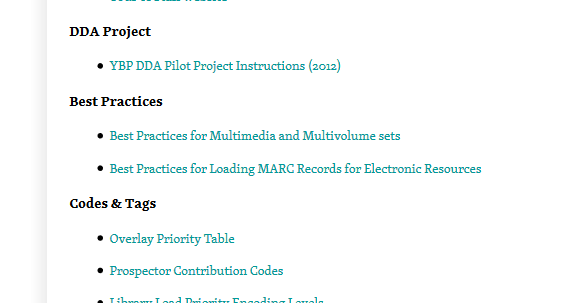 DDA Project
YBP DDA Pilot Project Instructions (2012)
Best Practices
Best Practices for Multimedia and Multivolume sets
Best Practices for Loading MARC Records for Electronic Resources
Codes & Tags
Overlay Priority Table
Prospector Contribution Codes
Library Load Priority Encoding Levels